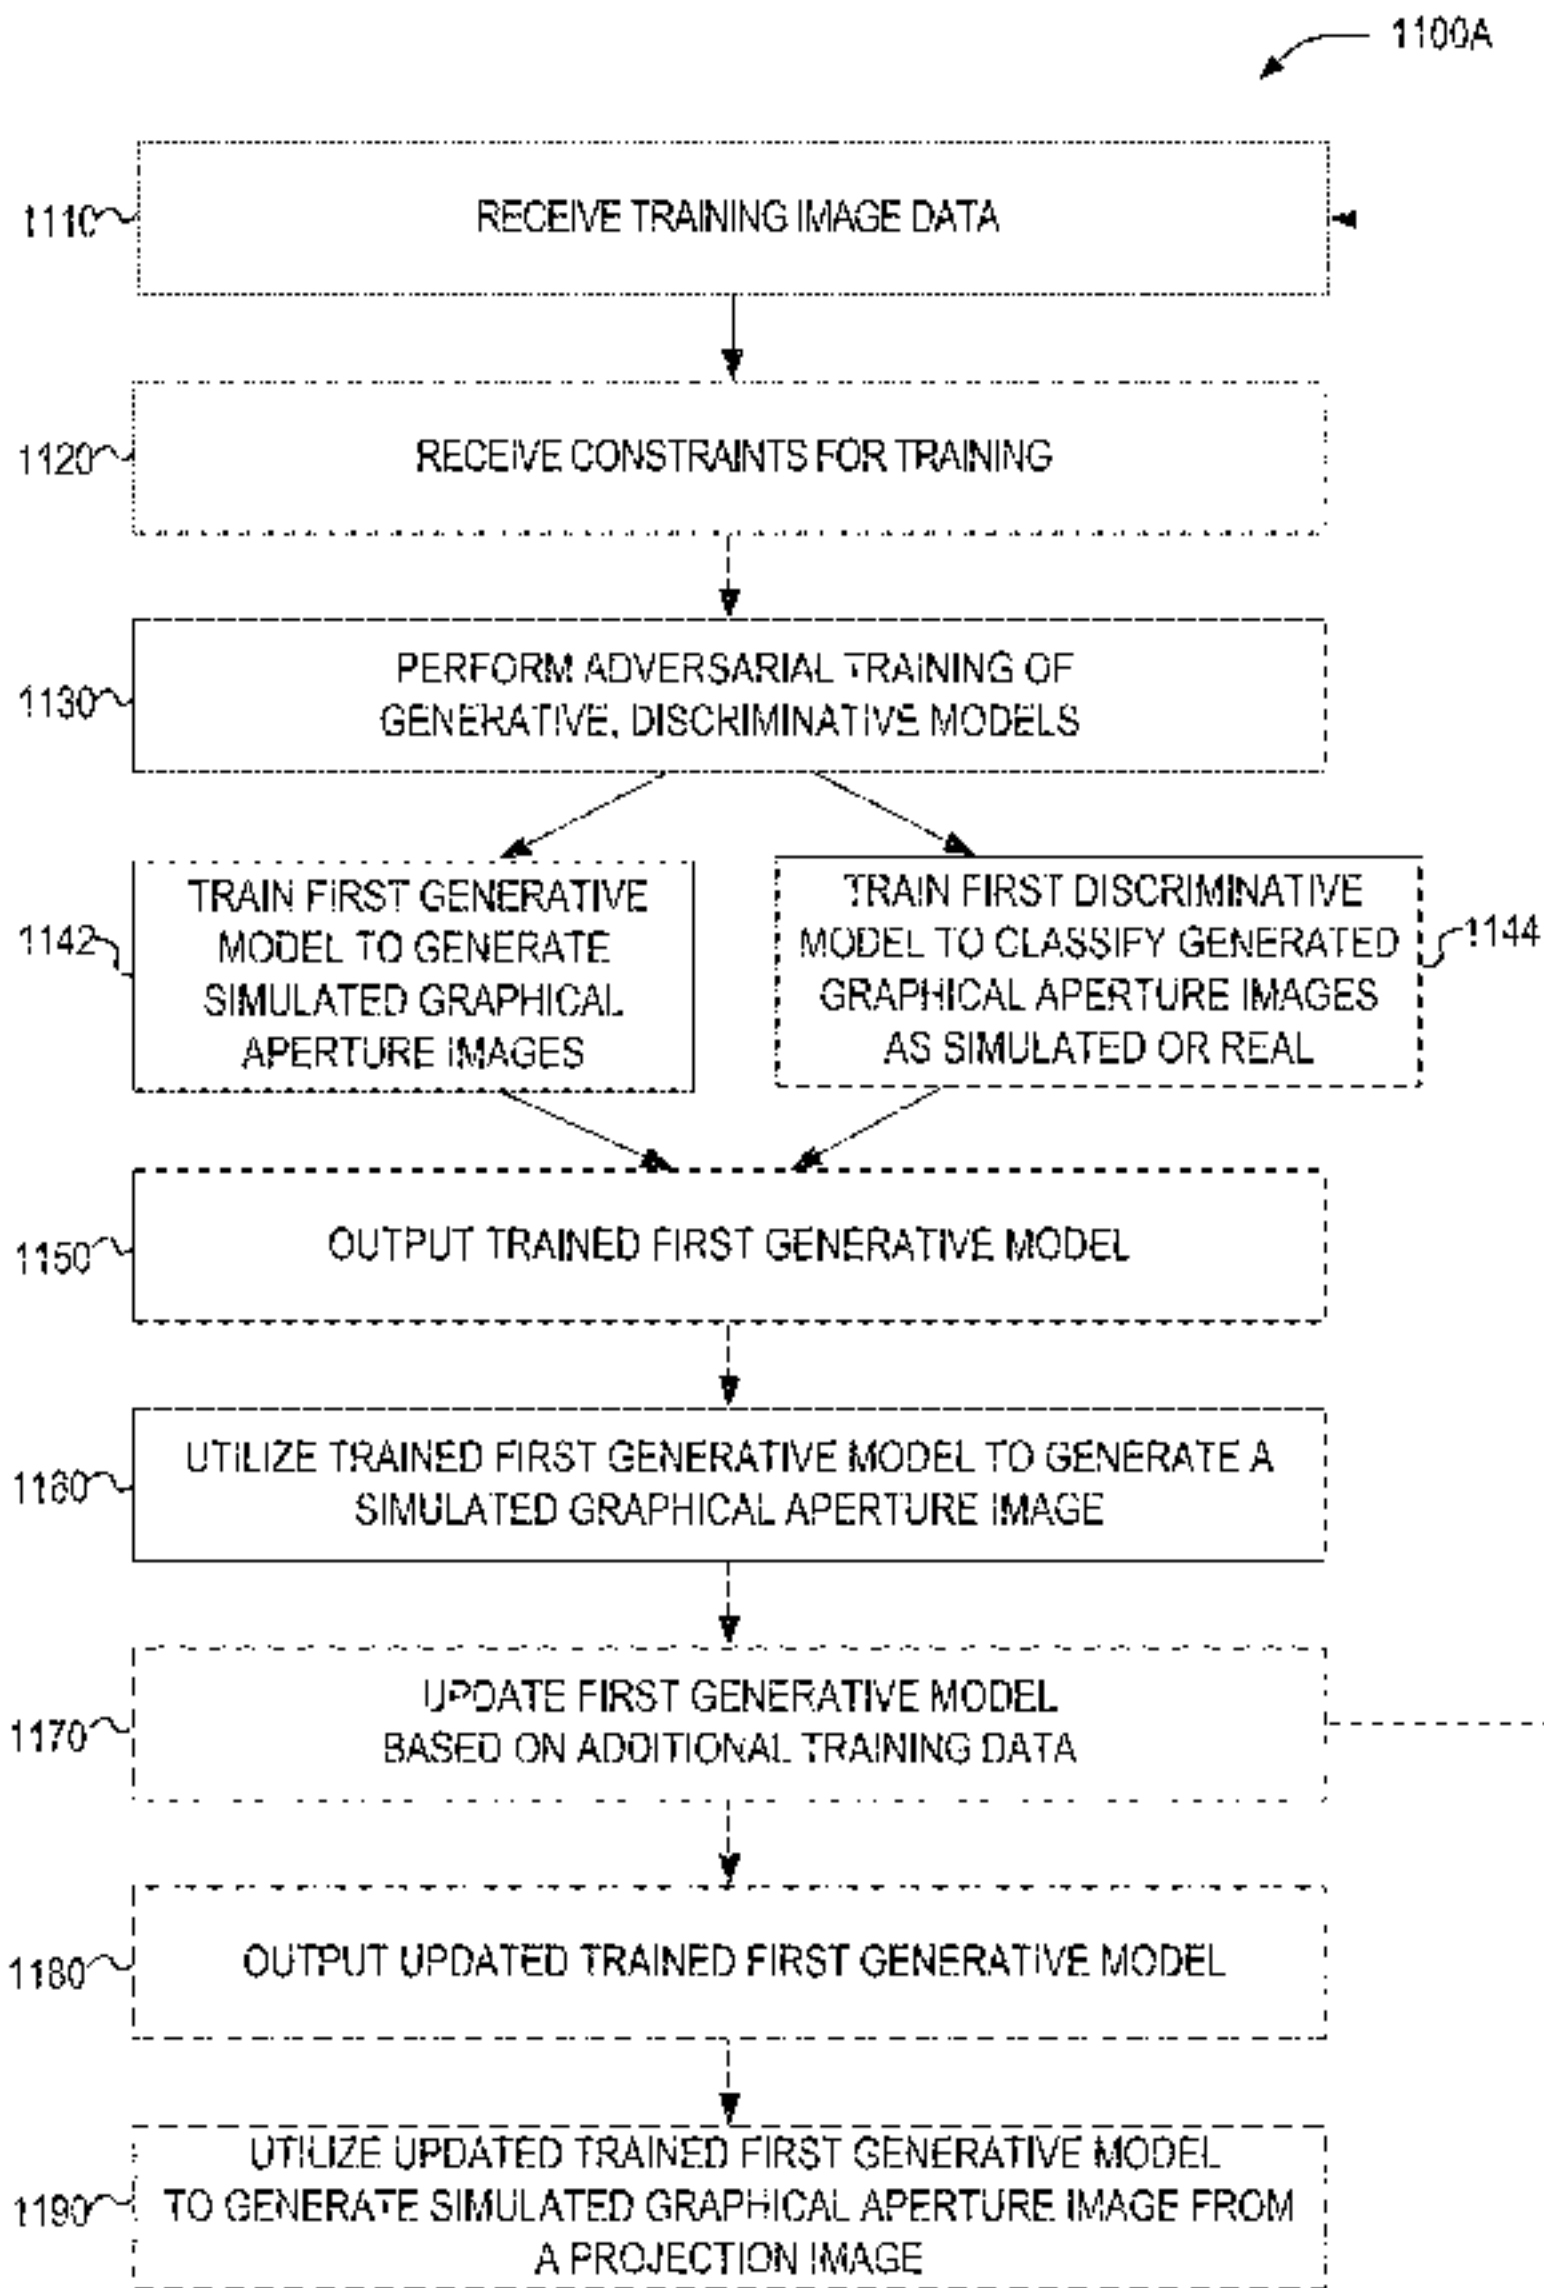 1100A
1110
RECEIVE TRAINING IMAGE DATA
1120
RECEIVE CONSTRAINTS FOR TRAINING
1130
PERFORM ADVERSARIAL TRAINING OF
GENERATIVE, DISCRIMINATIVE MODELS
1142
TRAIN FIRST GENERATIVE
MODEL TO GENERATE
SIMULATED GRAPHICAL
APERTURE IMAGES
TRAIN FIRST DISCRIMINATIVE
MODEL TO CLASSIFY GENERATED
GRAPHICAL APERTURE IMAGES
AS SIMULATED OR REAL
1144
1150
OUTPUT TRAINED FIRST GENERATIVE MODEL
1160
UTILIZE TRAINED FIRST GENERATIVE MODEL TO GENERATE A
SIMULATED GRAPHICAL APERTURE IMAGE
1170
UPDATE FIRST GENERATIVE MODEL
BASED ON ADDITIONAL TRAINING DATA
1180
OUTPUT UPDATED TRAINED FIRST GENERATIVE MODEL
1190
UTILIZE UPDATED TRAINED FIRST GENERATIVE MODEL
TO GENERATE SIMULATED GRAPHICAL APERTURE IMAGE FROM
A PROJECTION IMAGE